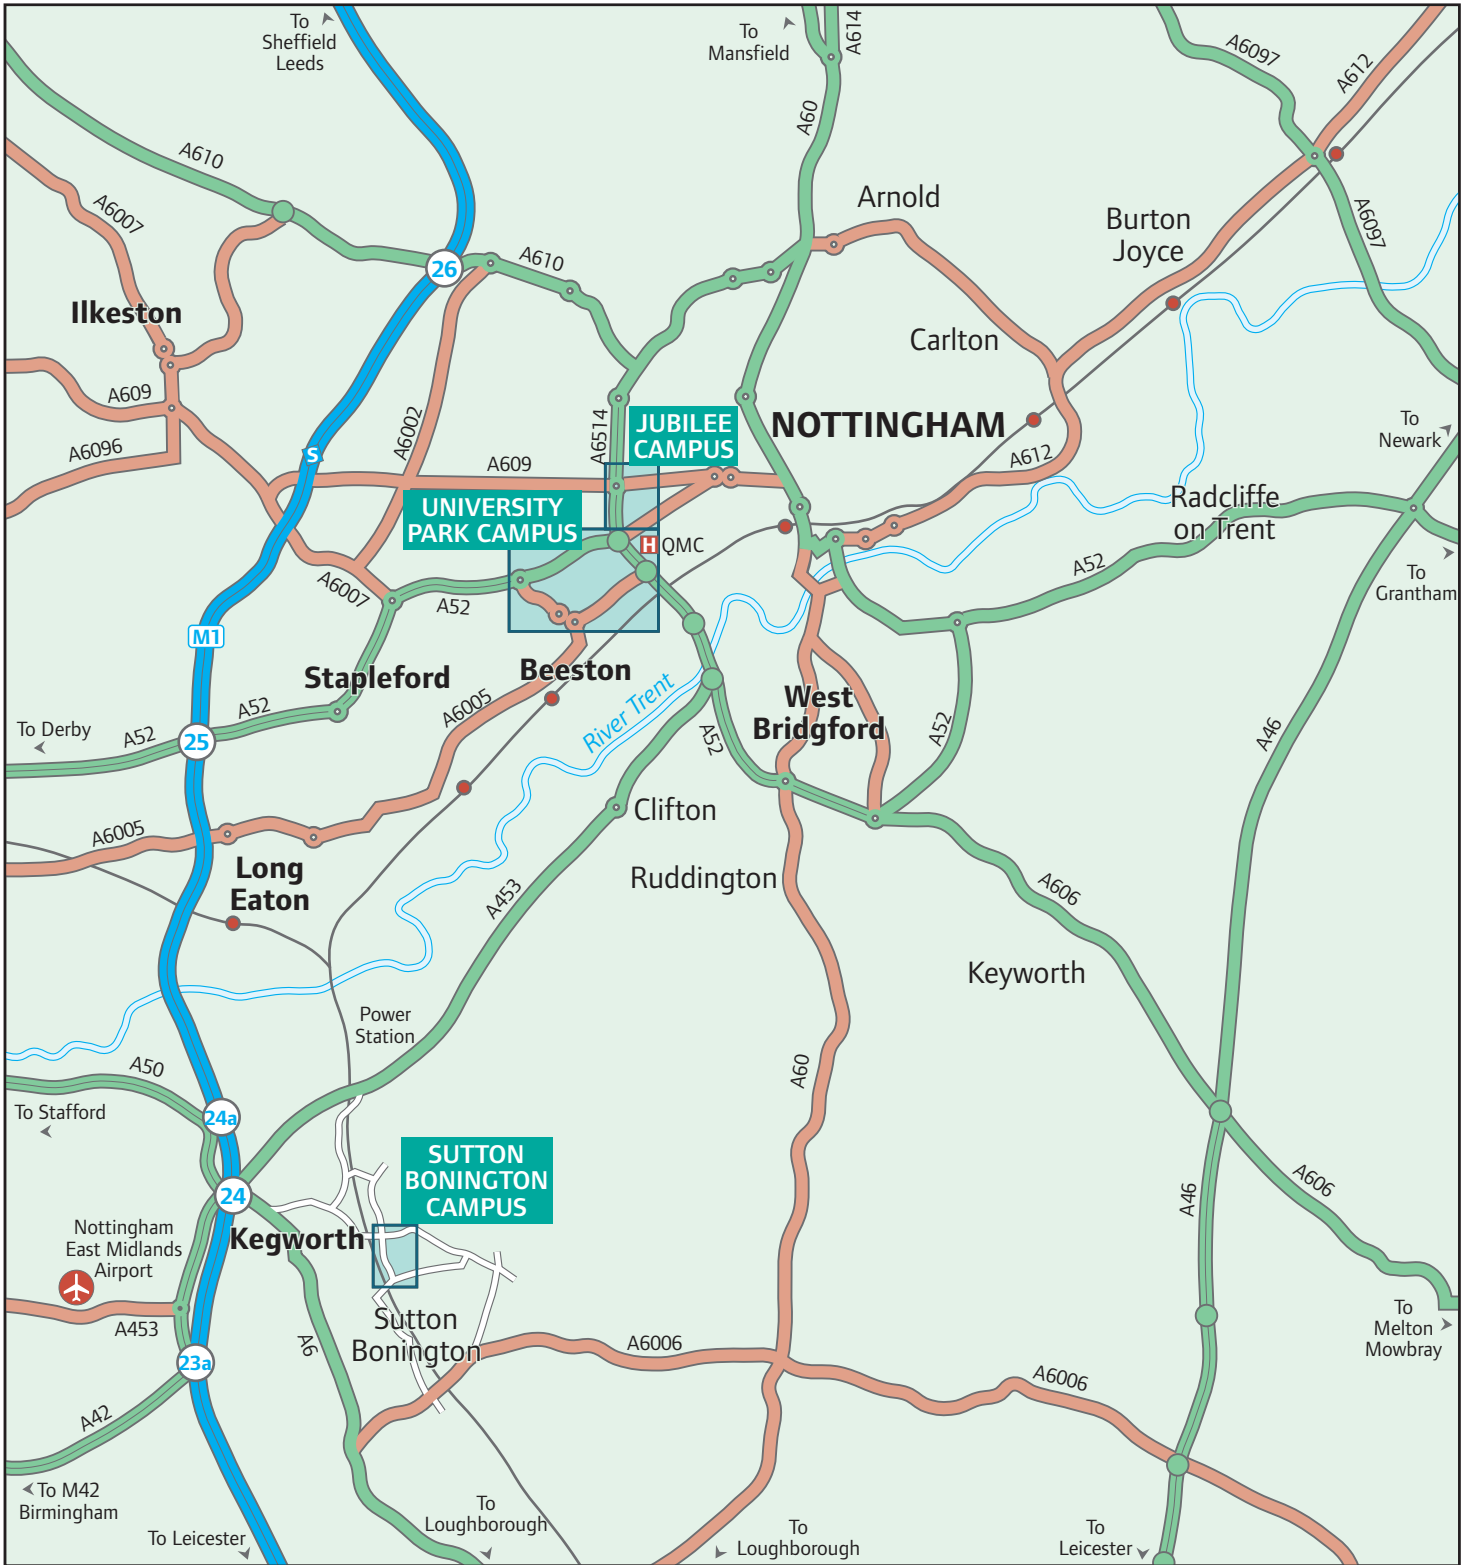 To
Sheffield
Leeds
To
Mansfield
A614
A6097
A612
A60
A610
A6007
Arnold
Burton
Joyce
A6097
26
A610
Ilkeston
Carlton
A609
A6002
A6514
JUBILEE
CAMPUS
NOTTINGHAM
To
Newark
A6096
S
A609
A612
UNIVERSITY
PARK CAMPUS
Radcliffe
on Trent
H QMC
A6007
A52
A52
To
Grantham
M1
Stapleford
Beeston
River Trent
West
Bridgford
A6005
A52
A52
A52
A52
A46
To Derby
25
Clifton
A6005
Long
Eaton
Ruddington
A453
A606
Keyworth
Power
Station
A50
A60
To Stafford
24a
SUTTON
BONINGTON
CAMPUS
24
A606
A46
Nottingham
East Midlands
Airport
Kegworth
A453
Sutton
Bonington
A6
A6006
To
Melton
Mowbray
23a
A6006
A42
To M42
Birmingham
To Leicester
To
Loughborough
To
Loughborough
To
Leicester